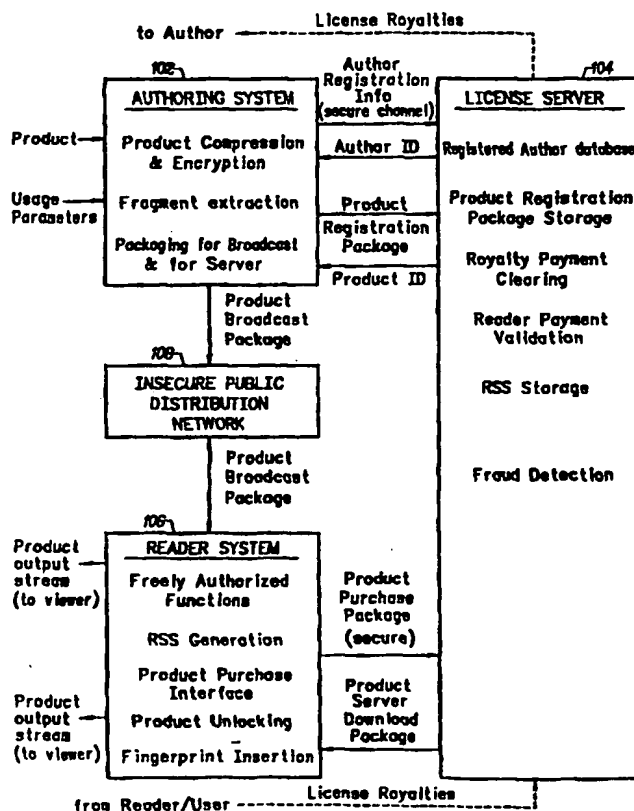 License Royalties
to Author
102
AUTHORING SYSTEM
Product
Product Compression
& Encryption
Usage
Parameters
Fragment extraction
Packaging for Broadcast
& for Server
Author
Registration
Info
(secure channel)
Author ID
Product
Registration
Package
Product ID
104
LICENSE SERVER
Registered Author database
Product Registration
Package Storage
Royalty Payment
Clearing
Reader Payment
Validation
RSS Storage
Fraud Detection
Product
Broadcast
Package
108
INSECURE PUBLIC
DISTRIBUTION
NETWORK
Product
Broadcast
Package
106
READER SYSTEM
Product
output
stream
(to viewer)
Freely Authorized
Functions
RSS Generation
Product Purchase
Interface
Product
output
stream
(to viewer)
Product Unlocking
Fingerprint Insertion
Product
Purchase
Package
(secure)
Product
Server
Download
Package
License Royalties
from Reader/User